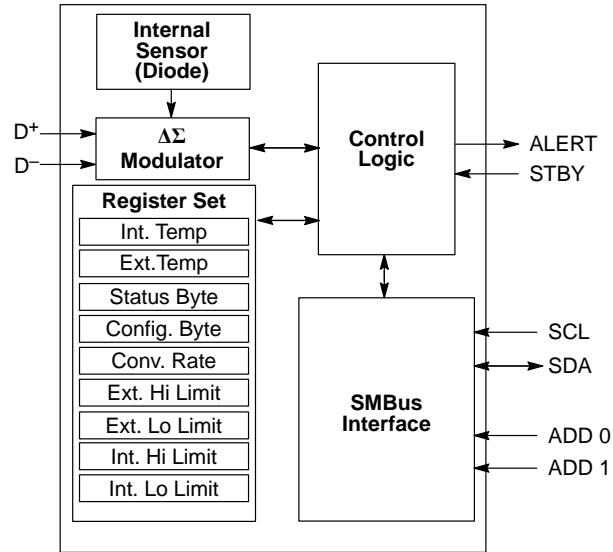 Internal
Sensor
(Diode)
D+
D−
ΔΣ
Modulator
Control
Logic
ALERT
STBY
Register Set
Int. Temp
Ext.Temp
Status Byte
Config. Byte
Conv. Rate
Ext. Hi Limit
Ext. Lo Limit
Int. Hi Limit
Int. Lo Limit
SMBus
Interface
SCL
SDA
ADD 0
ADD 1